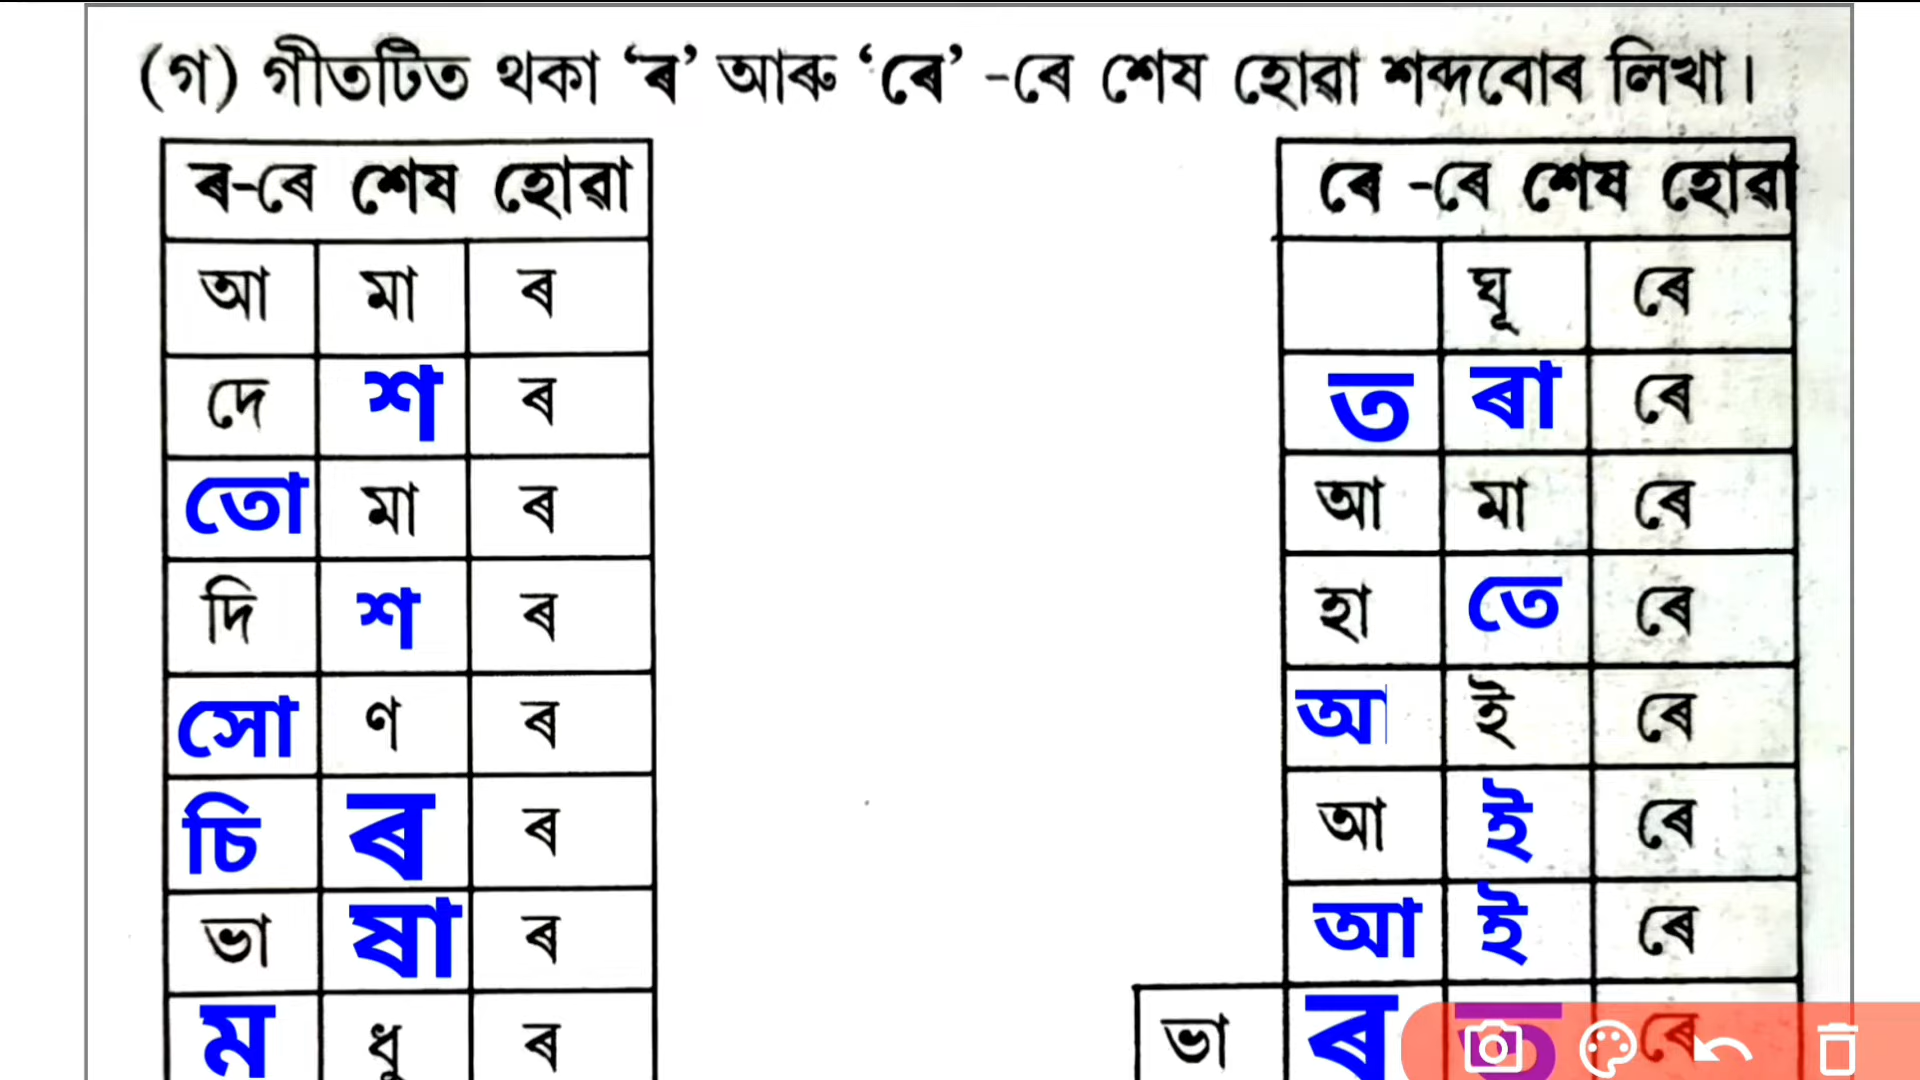 (গ) গীতটিত থকা ‘ৰ’ আৰু ‘ৰে’ -ৰে শেষ হোৱা শব্দবোৰ লিখা।
ৰ-ৰে শেষ হোৱা
আ মা ৰ
দে শ ৰ
তো মা ৰ
দি শ ৰ
সো ণ ৰ
চি ৰ ৰ
ভা ষা ৰ
ম ধু ৰ
ৰে -ৰে শেষ হোৱা
ঘূ ৰে
ত ৰা ৰে
আ মা ৰে
হা তে ৰে
আ ই ৰে
আ ই ৰে
আ ই ৰে
ভা ৰ ত ৰে